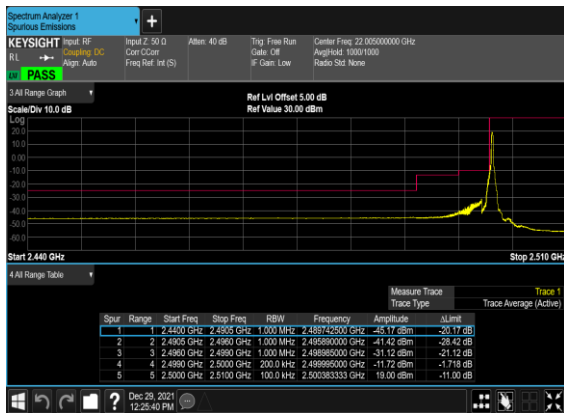 Spectrum Analyzer 1
Spurious Emissions
KEYSIGHT Input: RF Input Z: 50 Ω Atten: 40 dB Trig: Free Run Center Freq: 22.005000000 GHz
RL Coupling: DC Corr CCorr Gate: Off Avg|Hold: 1000/1000
Align: Auto Freq Ref: Int (S) IF Gain: Low Radio Std: None
LW PASS
3 All Range Graph
Ref Lvl Offset 5.00 dB
Scale/Div 10.0 dB Ref Value 30.00 dBm
Log
20.0
10.0
0.00
-10.0
-20.0
-30.0
-40.0
-50.0
-60.0
Start 2.440 GHz Stop 2.510 GHz
4 All Range Table
Measure Trace Trace 1
Trace Type Trace Average (Active)
Spur Range Start Freq Stop Freq RBW Frequency Amplitude ΔLimit
1 1 2.4400 GHz 2.4905 GHz 1.000 MHz 2.489742500 GHz -45.17 dBm -20.17 dB
2 2 2.4905 GHz 2.4960 GHz 1.000 MHz 2.495890000 GHz -41.42 dBm -28.42 dB
3 3 2.4960 GHz 2.4990 GHz 1.000 MHz 2.498985000 GHz -31.12 dBm -21.12 dB
4 4 2.4990 GHz 2.5000 GHz 200.0 kHz 2.499995000 GHz -11.72 dBm -1.718 dB
5 5 2.5000 GHz 2.5100 GHz 100.0 kHz 2.500383333 GHz 19.00 dBm -11.00 dB
Dec 29, 2021
12:25:40 PM